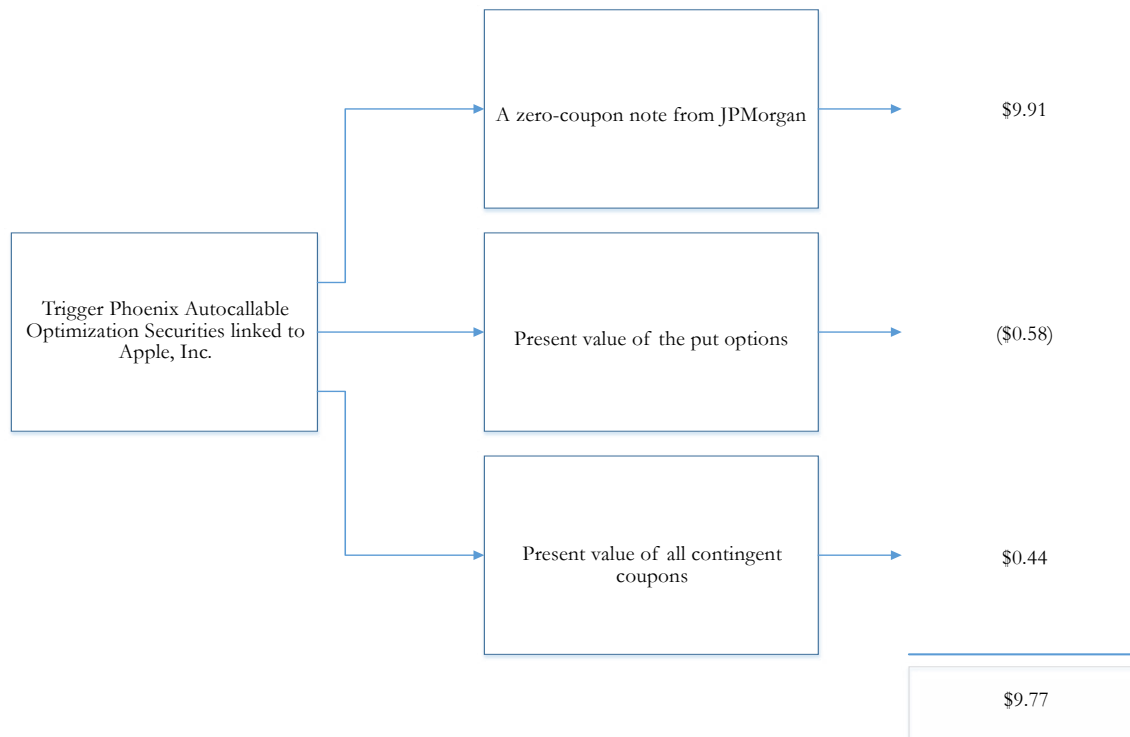 A zero-coupon note from JPMorgan
$9.91
Trigger Phoenix Autocallable
Optimization Securities linked to
Apple, Inc.
Present value of the put options
($0.58)
Present value of all contingent
coupons
$0.44
$9.77